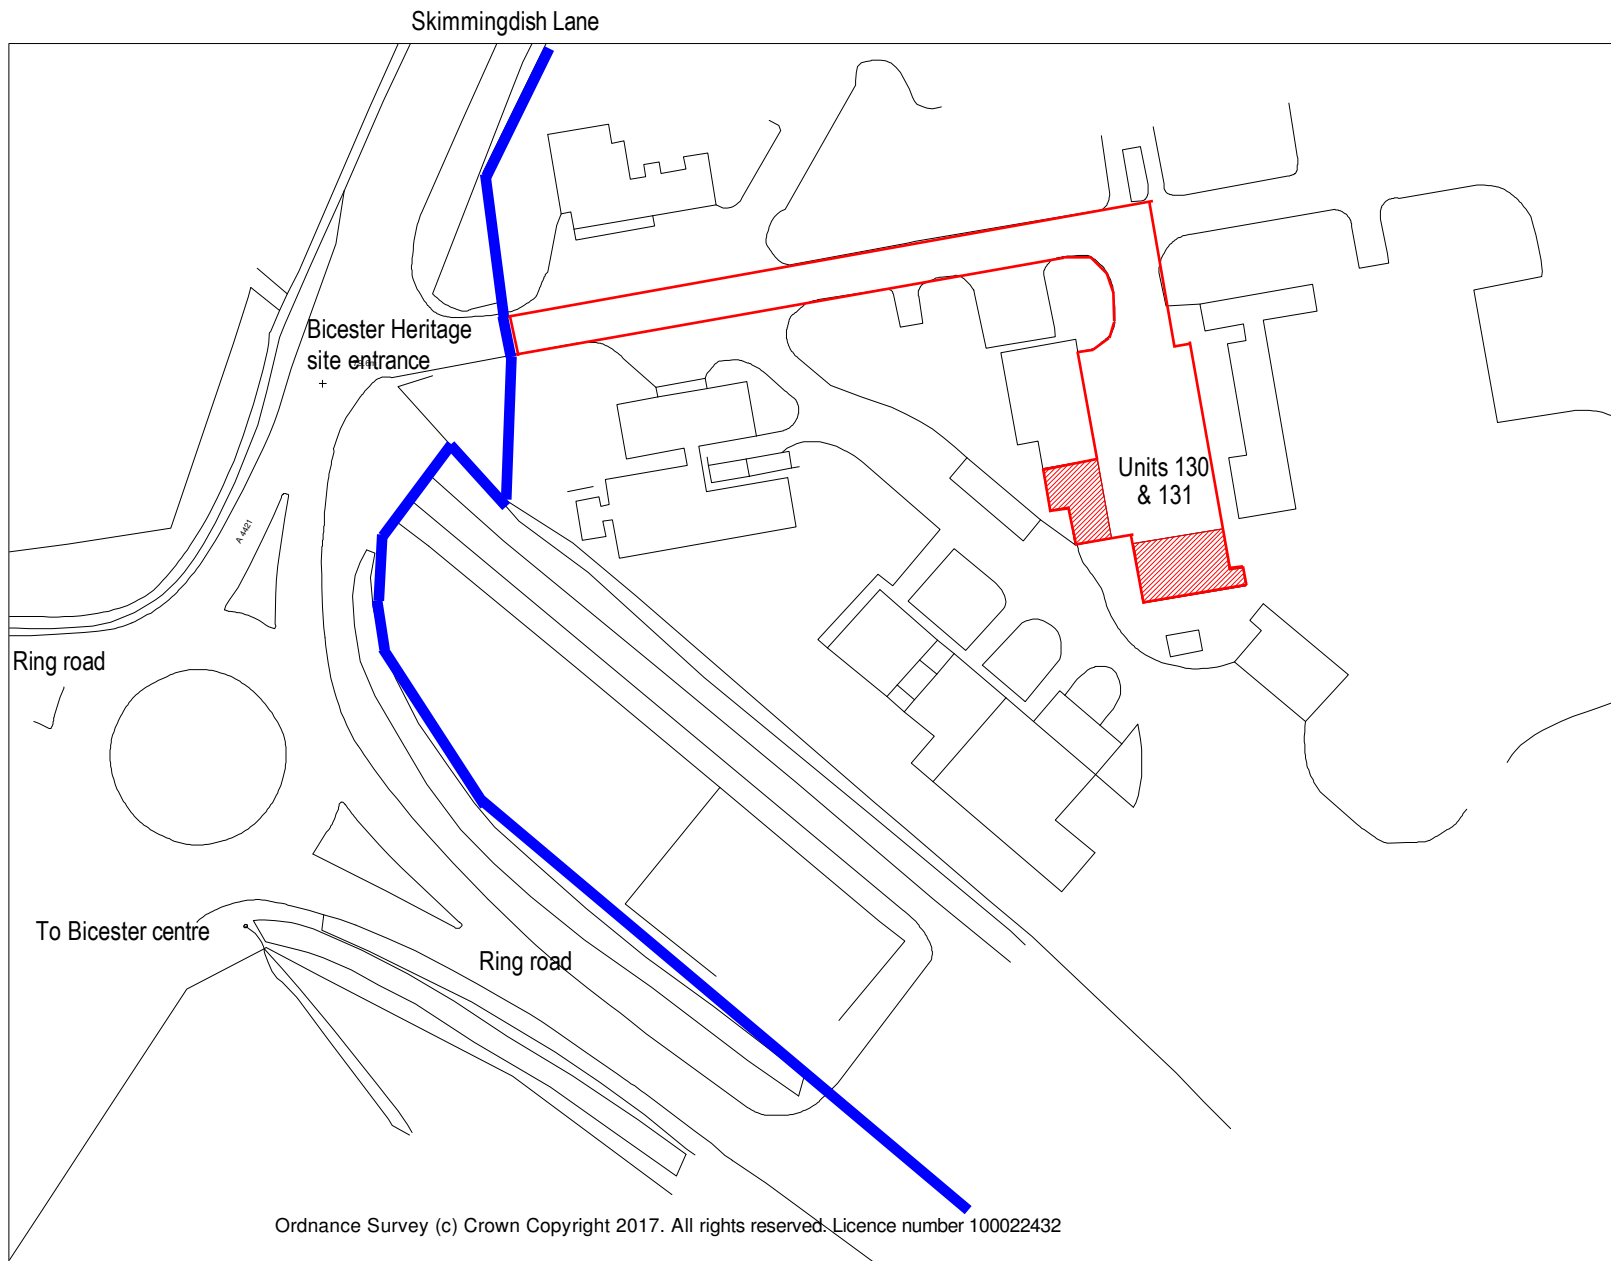 Skimmingdish Lane
Bicester Heritage
site entrance
Units 130
& 131
A 4421
Ring road
To Bicester centre
Ring road
Ordnance Survey (c) Crown Copyright 2017. All rights reserved. Licence number 100022432